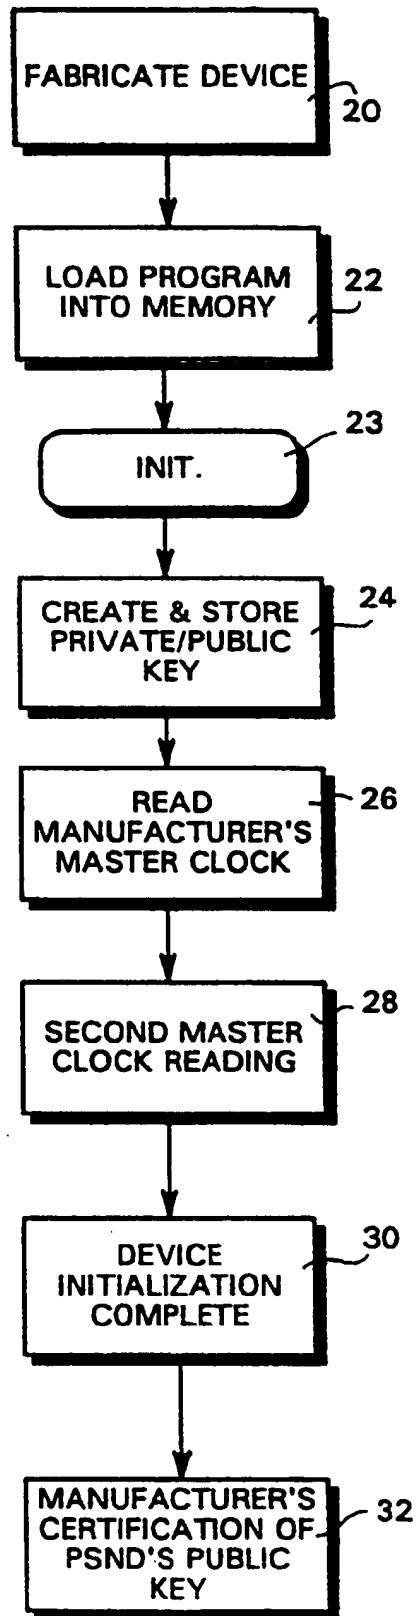 FABRICATE DEVICE
20
LOAD PROGRAM
INTO MEMORY
22
INIT.
23
CREATE & STORE
PRIVATE/PUBLIC
KEY
24
READ
MANUFACTURER'S
MASTER CLOCK
26
SECOND MASTER
CLOCK READING
28
DEVICE
INITIALIZATION
COMPLETE
30
MANUFACTURER'S
CERTIFICATION OF
PSND'S PUBLIC
KEY
32